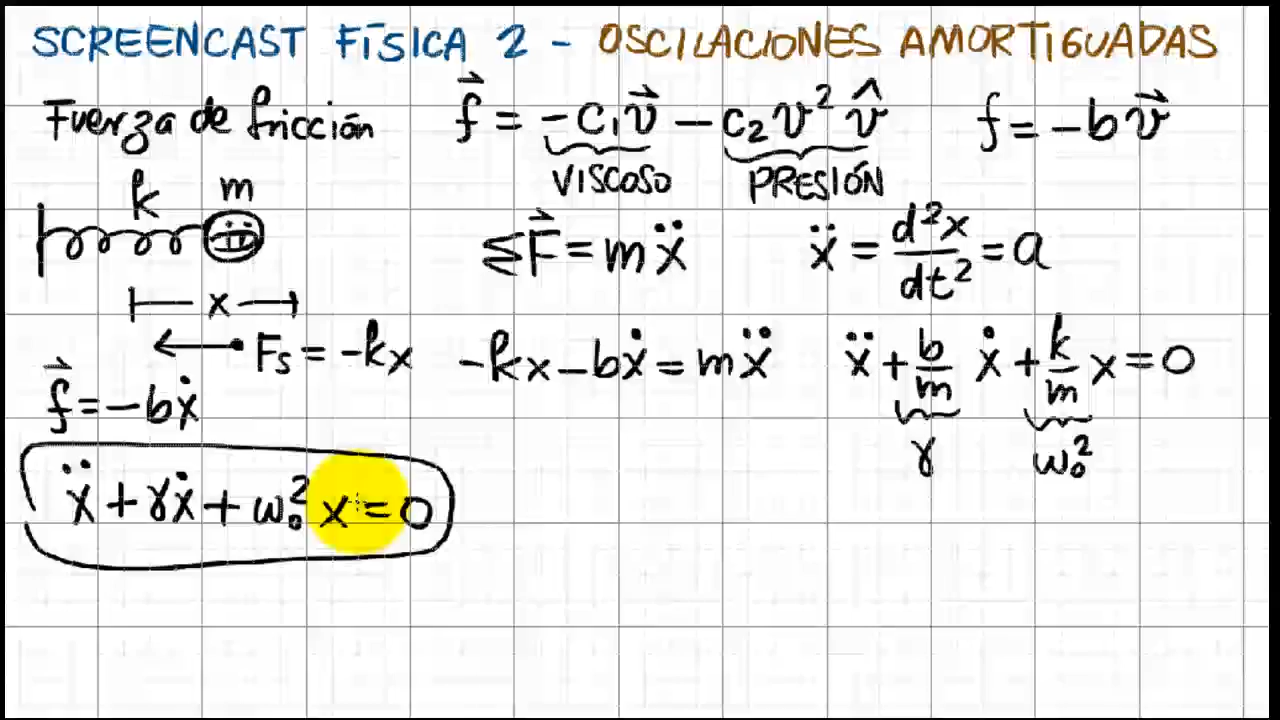 SCREENCAST FÍSICA 2 - OSCILACIONES AMORTIGUADAS
Fuerza de fricción f⃗ = -c₁v⃗ - c₂v² v̂ f = -bv⃗
VISCOSO PRESIÓN
k m
ΣF⃗ = mẍ ẍ = d²x/dt² = a
x
Fs = -kx -kx - bẋ = mẍ ẍ + b/m ẋ + k/m x = 0
f⃗ = -bẋ
γ ω₀²
ẍ + γẋ + ω₀² x = 0